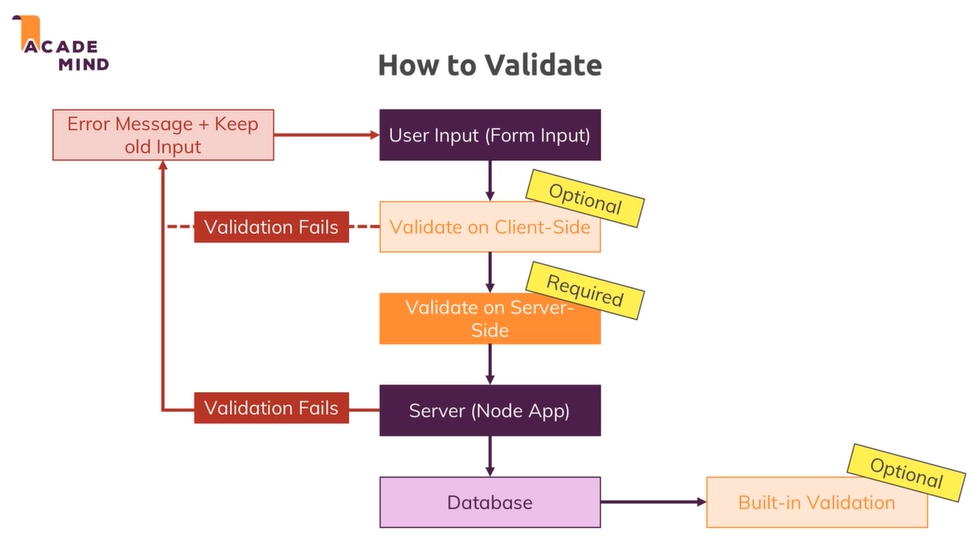 ACADE
MIND
How to Validate
Error Message + Keep
old Input
User Input (Form Input)
Optional
Validation Fails
Validate on Client-Side
Required
Validate on Server-
Side
Validation Fails
Server (Node App)
Optional
Database
Built-in Validation